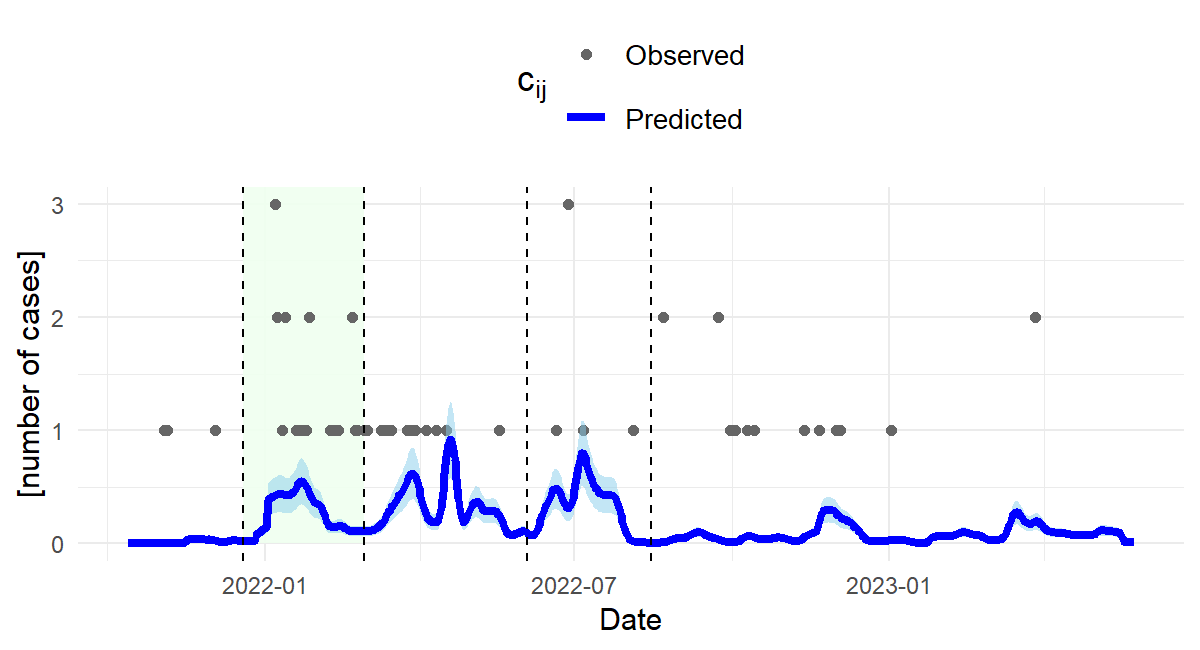 c_ij
Observed
Predicted
[number of cases]
3
2
1
0
2022-01
2022-07
2023-01
Date